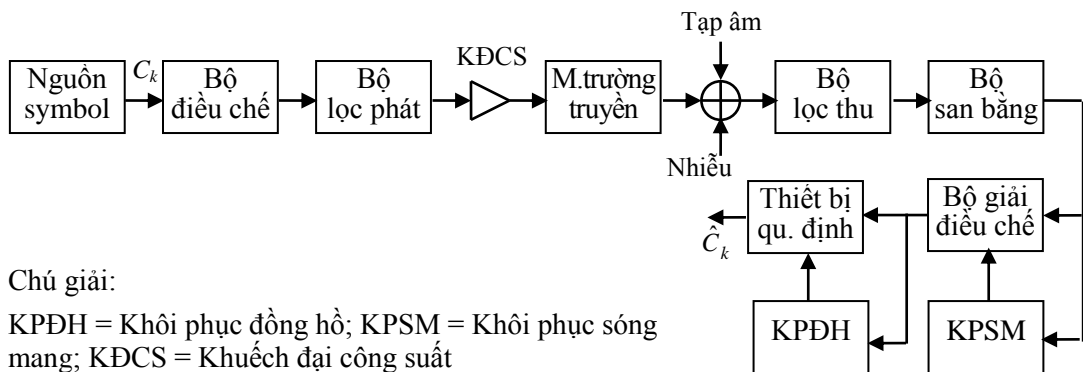 Tạp âm
KĐCS
Nguồn
symbol
C_k
Bộ
điều chế
Bộ
lọc phát
M.trường
truyền
Bộ
lọc thu
Bộ
san bằng
Nhiễu
Thiết bị
qu. định
Bộ giải
điều chế
Ĉ_k
KPĐH
KPSM
Chú giải:
KPĐH = Khôi phục đồng hồ; KPSM = Khôi phục sóng
mang; KĐCS = Khuếch đại công suất